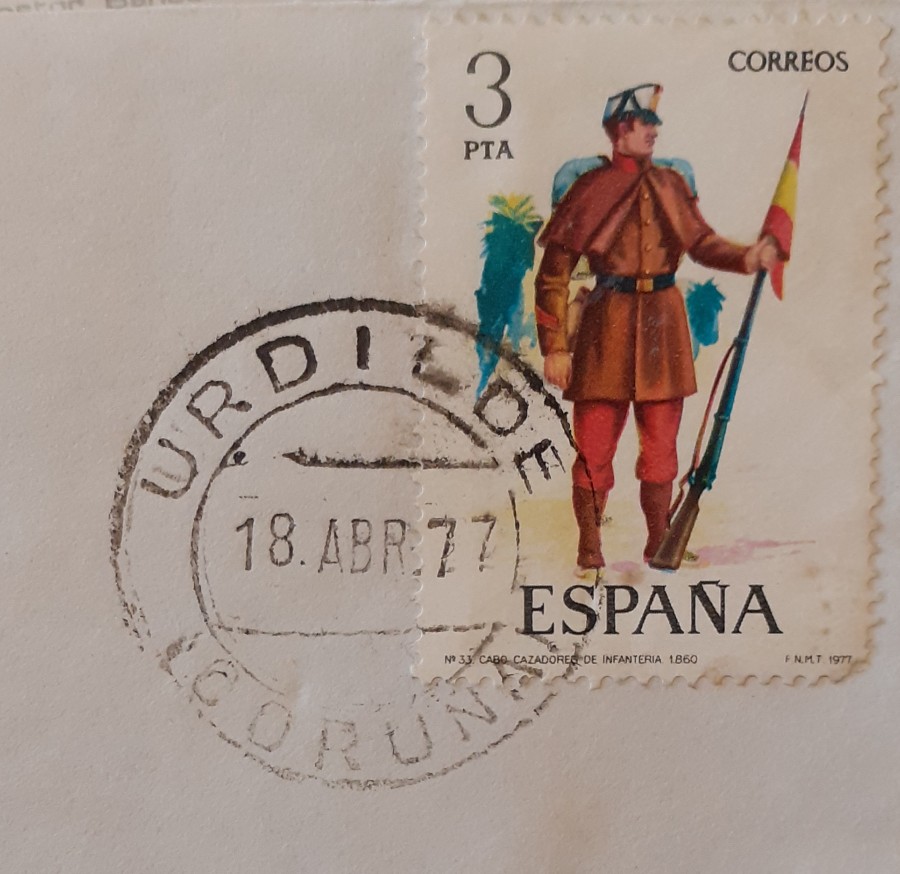 3
PTA
CORREOS
URDILDE
18.ABR.77
(CORUÑA)
ESPAÑA
Nº 33. CABO CAZADORES DE INFANTERIA 1.860
F.N.M.T. 1977